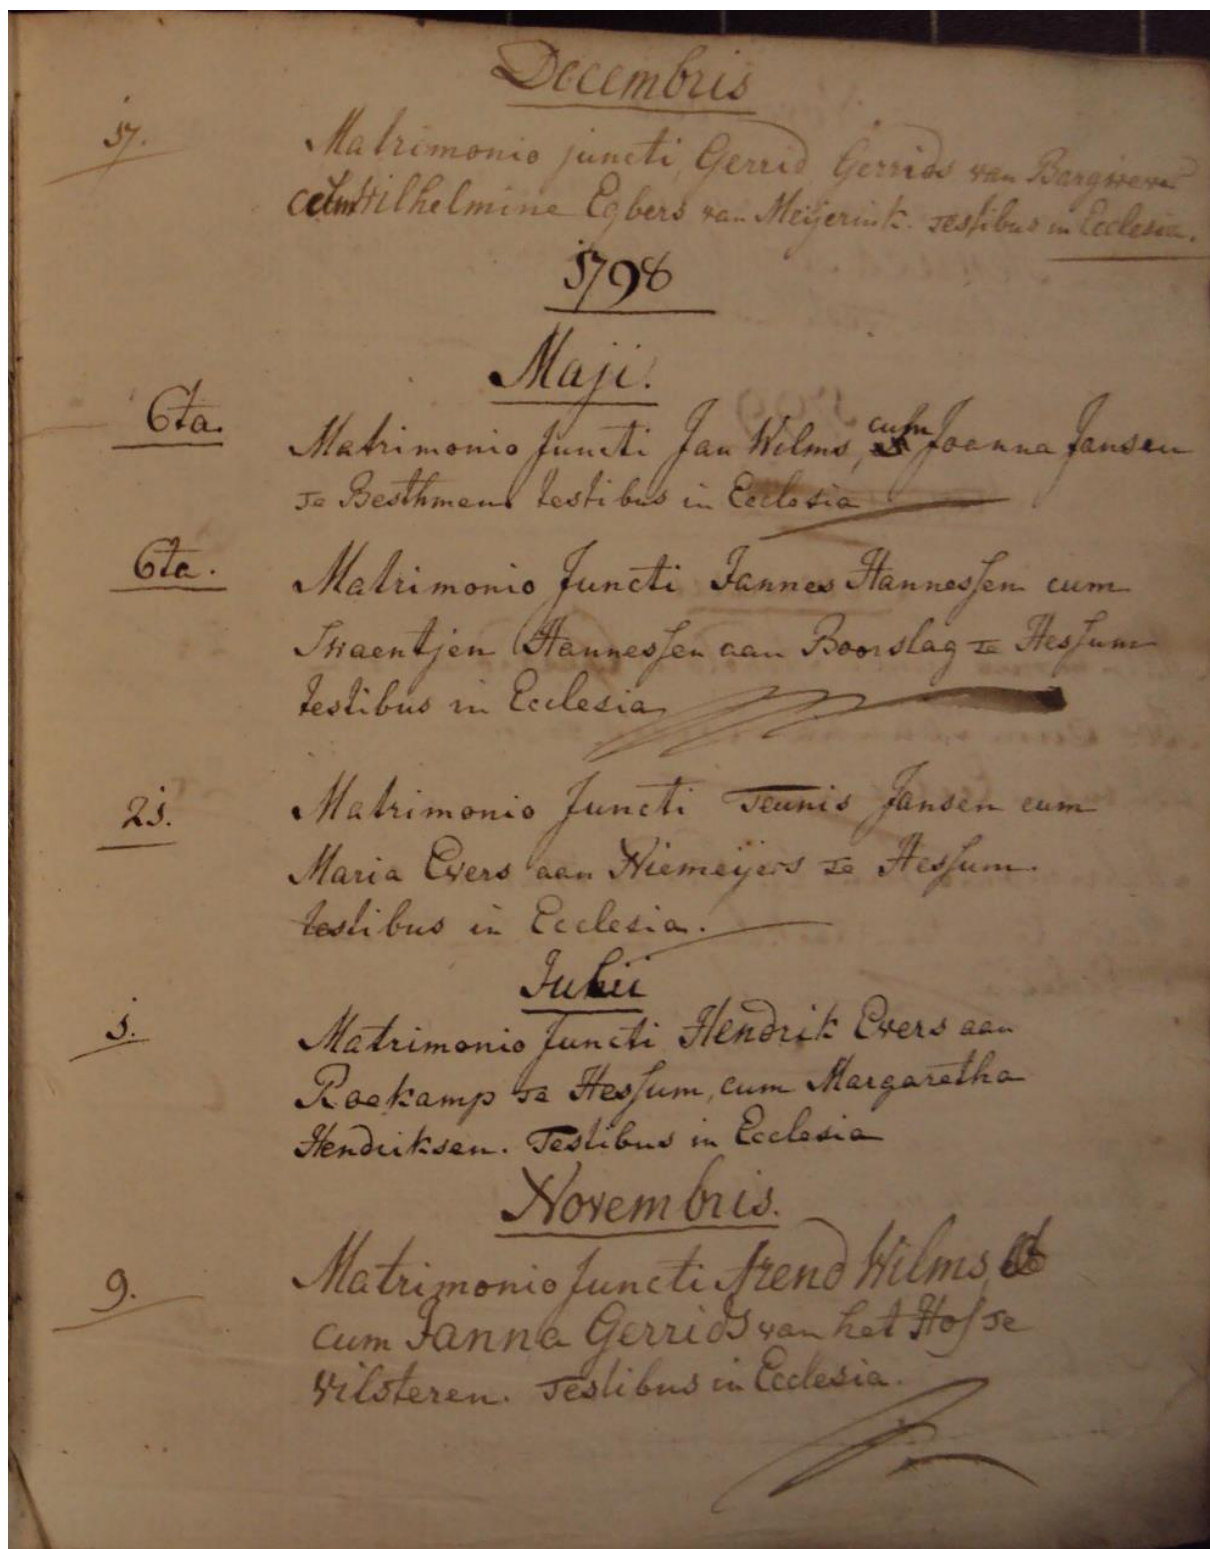 Decembris
17. Matrimonio juncti, Gerrid Gerrids van
cum Wilhelmine Egbers van Meijerink. Testibus in Ecclesia.
1798
Maji.
6ta. Matrimonio Juncti Jan Wilms, cum Joanna Jansen
Te Besthmen testibus in Ecclesia
6ta. Matrimonio Juncti Jannes Hannessen cum
Swaentjen Hannessen aan Boorslag Te Hessum
testibus in Ecclesia
21. Matrimonio Juncti Teunis Jansen cum
Maria Evers aan Niemeijers Te Hessum.
testibus in Ecclesia.
Julii
1. Matrimonio Juncti Hendrik Evers aan
Roekamp Te Hessum, cum Margaretha
Hendriksen. Testibus in Ecclesia
Novembris.
9. Matrimonio Juncti Arend Wilms
cum Janna Gerrids van het Hof Te
Vilsteren. Testibus in Ecclesia.